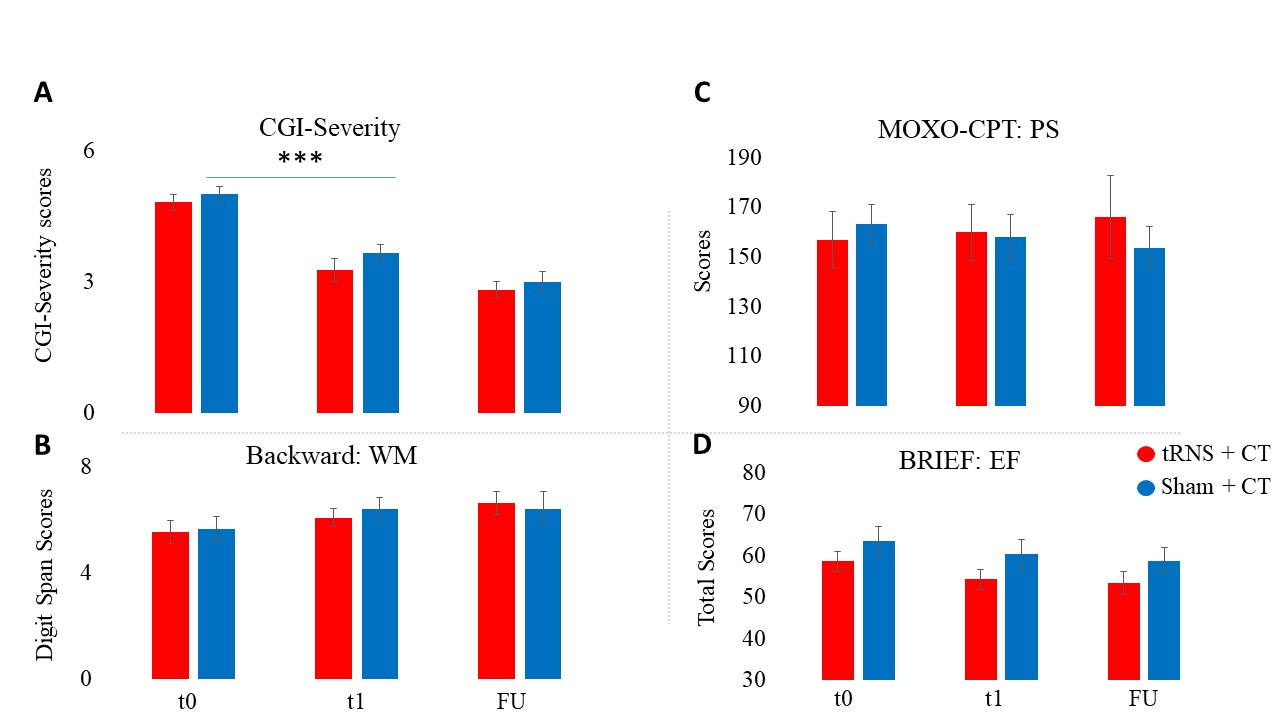 A
CGI-Severity
***
CGI-Severity scores
6
3
0
B
Backward: WM
Digit Span Scores
8
4
0
t0
t1
FU
C
MOXO-CPT: PS
Scores
190
170
150
130
110
90
D
BRIEF: EF
tRNS + CT
Sham + CT
Total Scores
80
70
60
50
40
30
t0
t1
FU